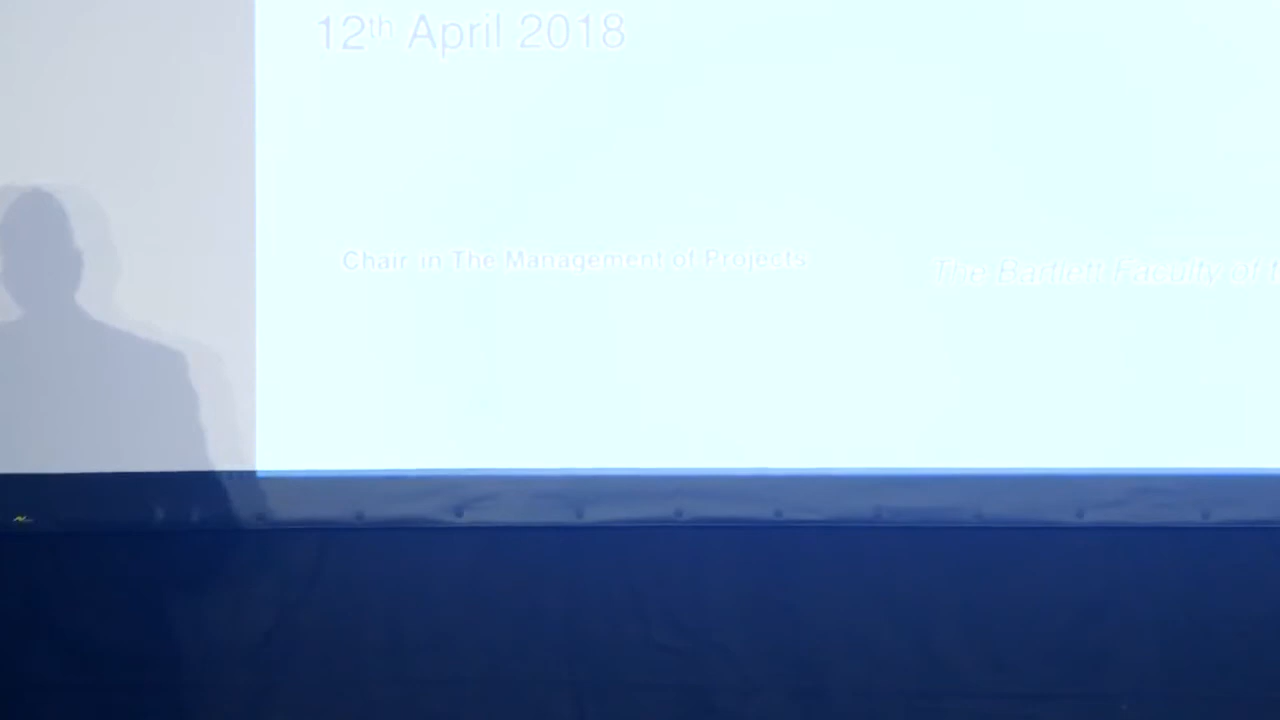 12th April 2018
Chair in The Management of Projects
The Bartlett Faculty of